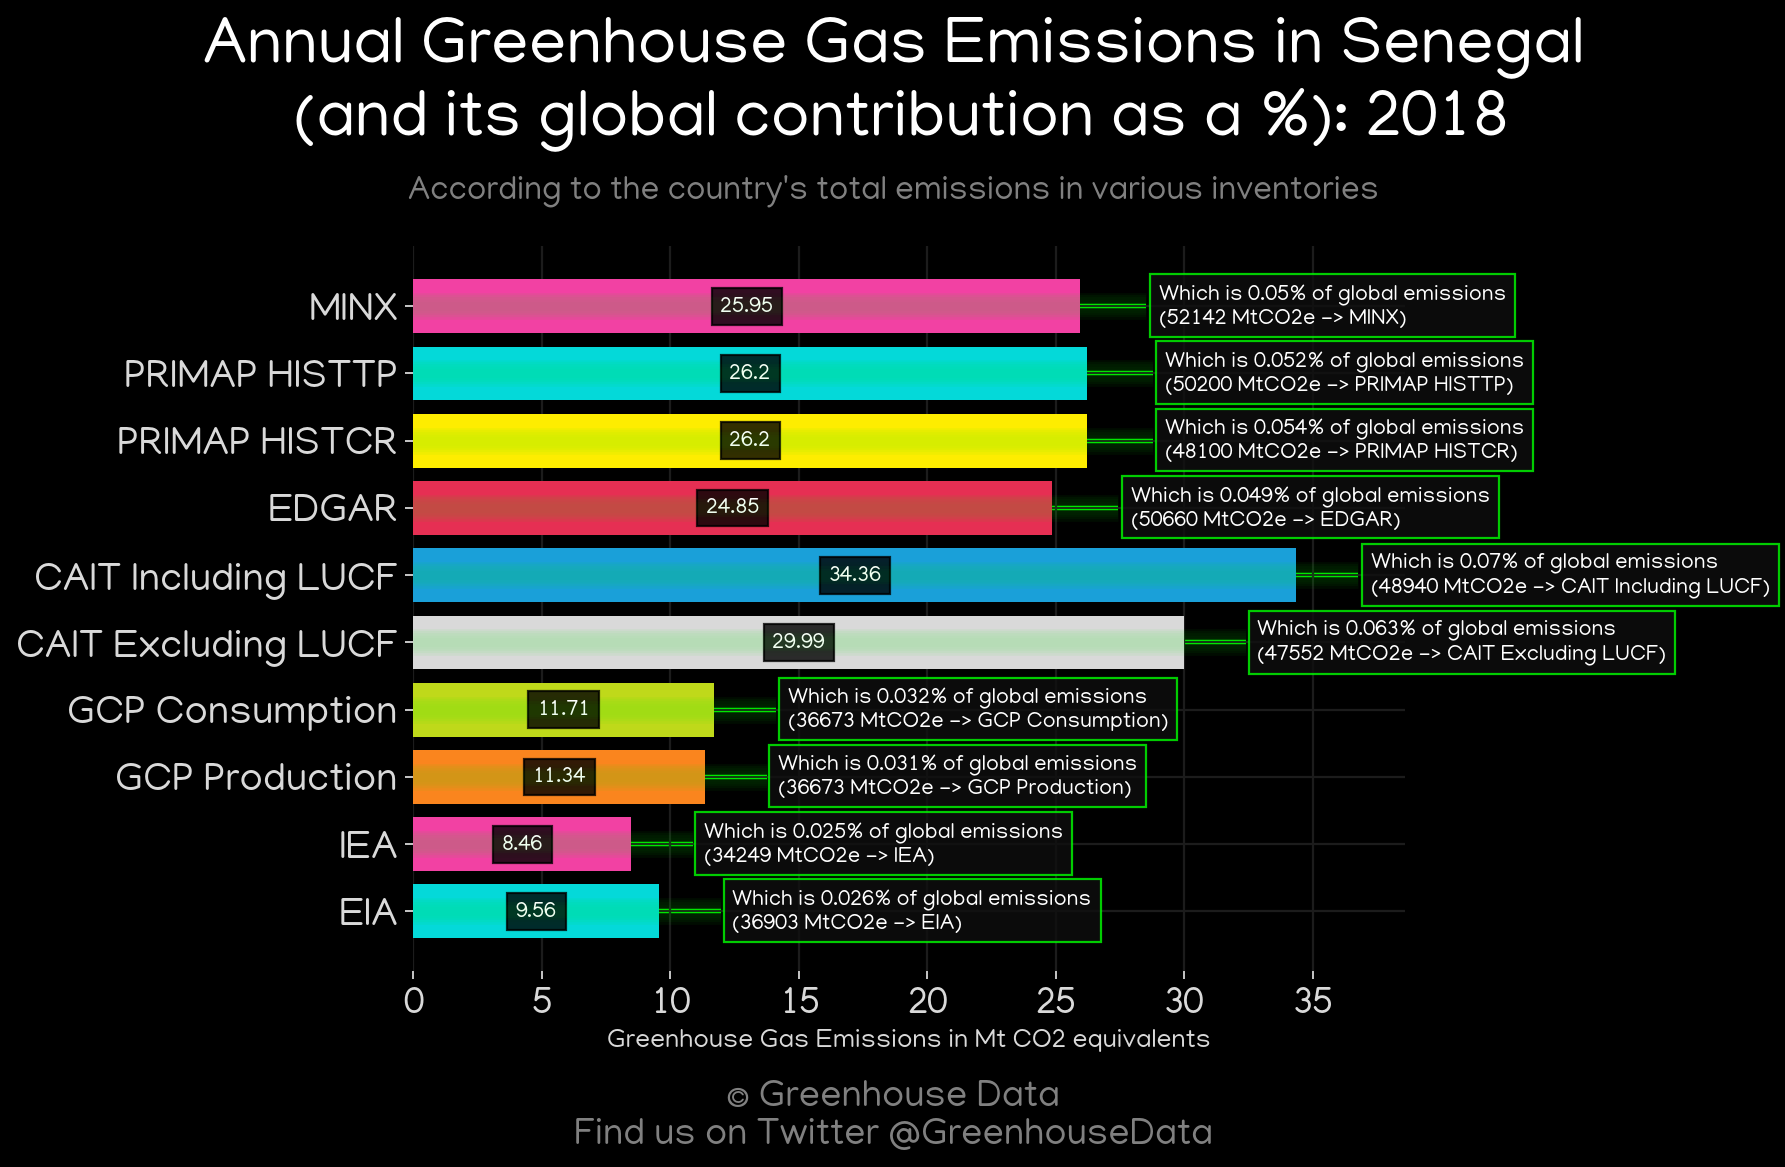 Annual Greenhouse Gas Emissions in Senegal
(and its global contribution as a %): 2018
According to the country's total emissions in various inventories
MINX
25.95
Which is 0.05% of global emissions
(52142 MtCO2e -> MINX)
PRIMAP HISTTP
26.2
Which is 0.052% of global emissions
(50200 MtCO2e -> PRIMAP HISTTP)
PRIMAP HISTCR
26.2
Which is 0.054% of global emissions
(48100 MtCO2e -> PRIMAP HISTCR)
EDGAR
24.85
Which is 0.049% of global emissions
(50660 MtCO2e -> EDGAR)
CAIT Including LUCF
34.36
Which is 0.07% of global emissions
(48940 MtCO2e -> CAIT Including LUCF)
CAIT Excluding LUCF
29.99
Which is 0.063% of global emissions
(47552 MtCO2e -> CAIT Excluding LUCF)
GCP Consumption
11.71
Which is 0.032% of global emissions
(36673 MtCO2e -> GCP Consumption)
GCP Production
11.34
Which is 0.031% of global emissions
(36673 MtCO2e -> GCP Production)
IEA
8.46
Which is 0.025% of global emissions
(34249 MtCO2e -> IEA)
EIA
9.56
Which is 0.026% of global emissions
(36903 MtCO2e -> EIA)
0 5 10 15 20 25 30 35
Greenhouse Gas Emissions in Mt CO2 equivalents
© Greenhouse Data
Find us on Twitter @GreenhouseData